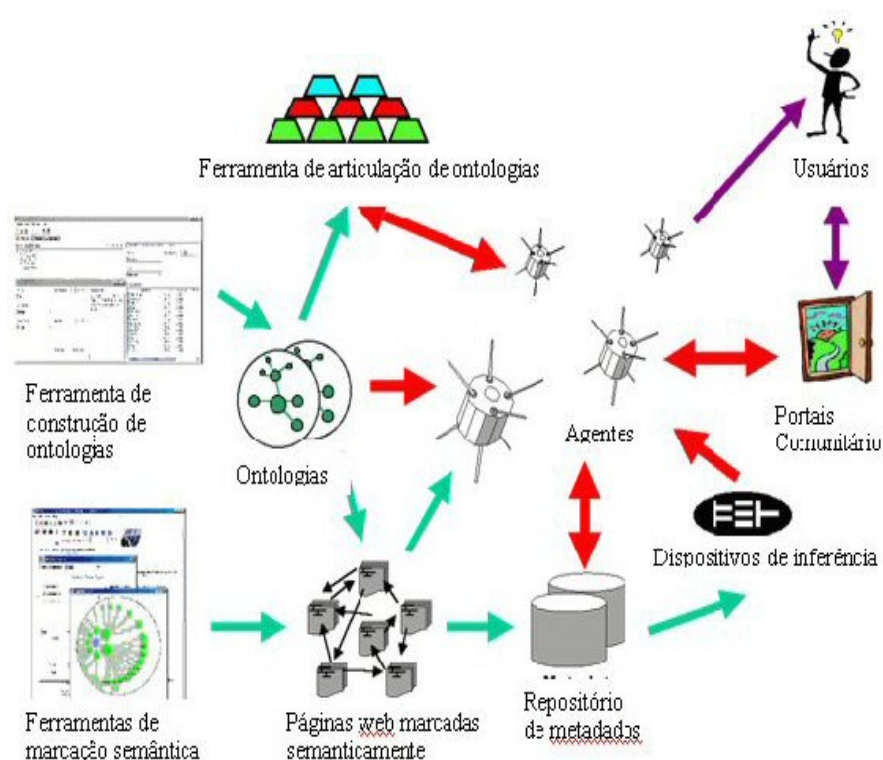 Ferramenta de articulação de ontologias
Usuários
Ferramenta de
construção de
ontologias
Ontologias
Agentes
Portais
Comunitário
Dispositivos de inferência
Ferramentas de
marcação semântica
Páginas web marcadas
semanticamente
Repositório
de metadados